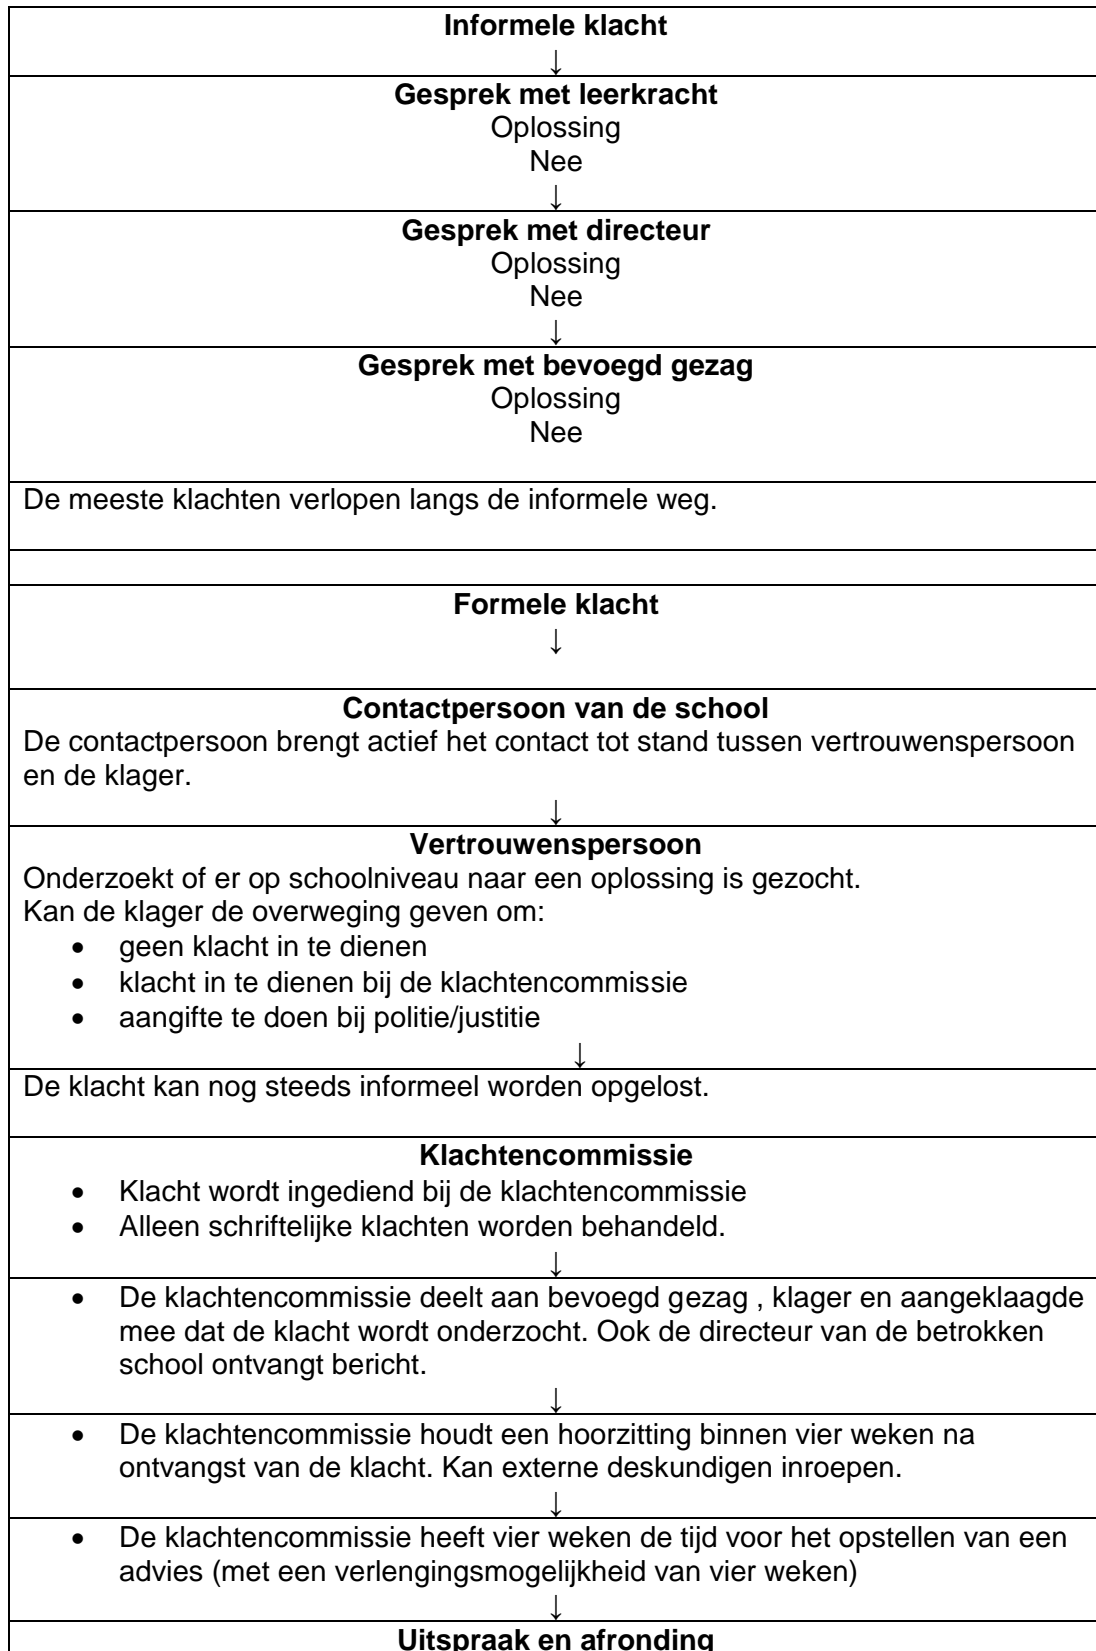 Informele klacht
↓
Gesprek met leerkracht
Oplossing
Nee
↓
Gesprek met directeur
Oplossing
Nee
↓
Gesprek met bevoegd gezag
Oplossing
Nee
De meeste klachten verlopen langs de informele weg.
Formele klacht
↓
Contactpersoon van de school
De contactpersoon brengt actief het contact tot stand tussen vertrouwenspersoon
en de klager.
↓
Vertrouwenspersoon
Onderzoekt of er op schoolniveau naar een oplossing is gezocht.
Kan de klager de overweging geven om:
• geen klacht in te dienen
• klacht in te dienen bij de klachtencommissie
• aangifte te doen bij politie/justitie
↓
De klacht kan nog steeds informeel worden opgelost.
Klachtencommissie
• Klacht wordt ingediend bij de klachtencommissie
• Alleen schriftelijke klachten worden behandeld.
↓
• De klachtencommissie deelt aan bevoegd gezag , klager en aangeklaagde
mee dat de klacht wordt onderzocht. Ook de directeur van de betrokken
school ontvangt bericht.
↓
• De klachtencommissie houdt een hoorzitting binnen vier weken na
ontvangst van de klacht. Kan externe deskundigen inroepen.
↓
• De klachtencommissie heeft vier weken de tijd voor het opstellen van een
advies (met een verlengingsmogelijkheid van vier weken)
↓
Uitspraak en afronding